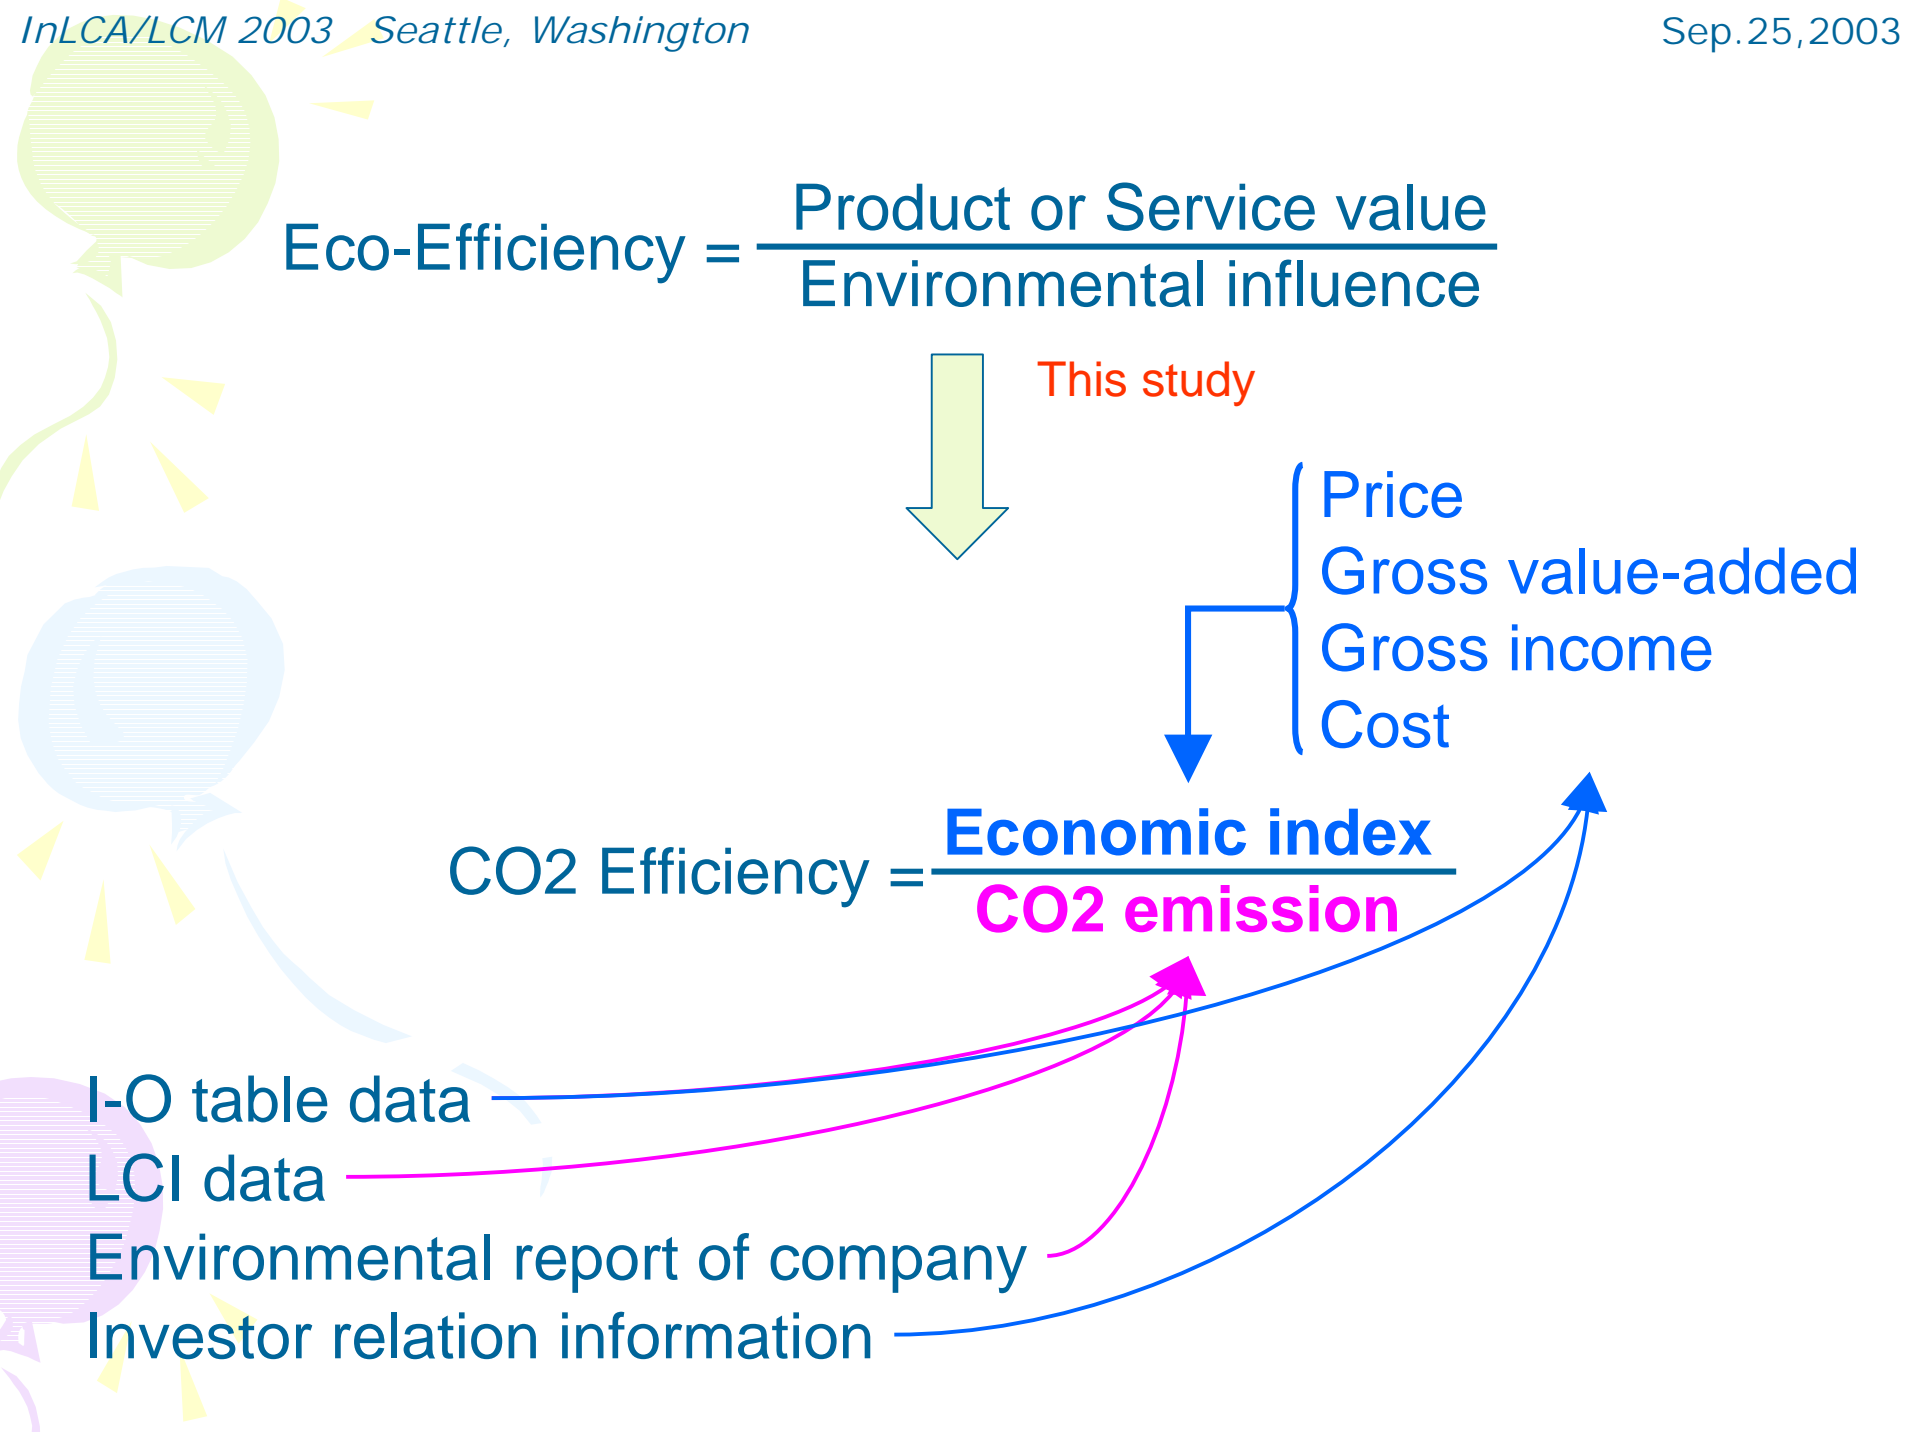 InLCA/LCM 2003 Seattle, Washington
Sep.25,2003
Product or Service value
Eco-Efficiency =
Environmental influence
This study
Price
Gross value-added
Gross income
Cost
Economic index
CO2 Efficiency =
CO2 emission
I-O table data
LCI data
Environmental report of company
Investor relation information